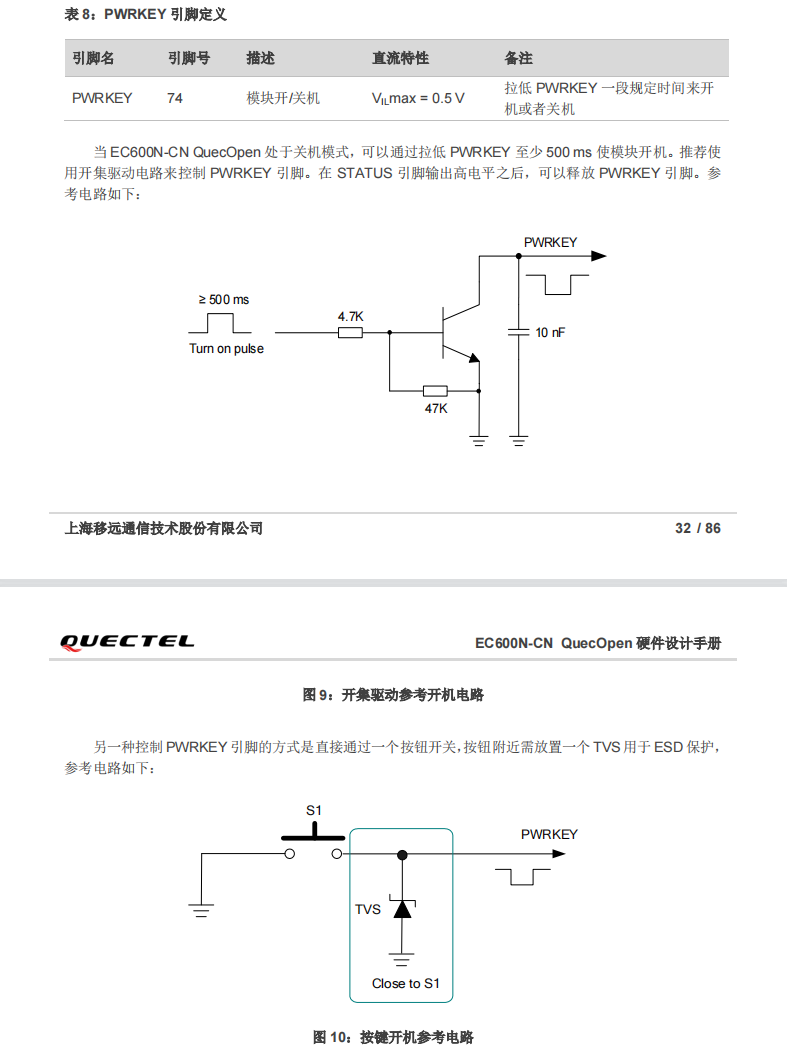 表 8：PWRKEY 引脚定义
引脚名 引脚号 描述 直流特性 备注
PWRKEY 74 模块开/关机 VILmax = 0.5 V 拉低 PWRKEY 一段规定时间来开
机或者关机
当 EC600N-CN QuecOpen 处于关机模式，可以通过拉低 PWRKEY 至少 500 ms 使模块开机。推荐使
用开集驱动电路来控制 PWRKEY 引脚。在 STATUS 引脚输出高电平之后，可以释放 PWRKEY 引脚。参
考电路如下：
PWRKEY
≥ 500 ms
4.7K
10 nF
Turn on pulse
47K
上海移远通信技术股份有限公司 32 / 86
QUECTEL EC600N-CN QuecOpen 硬件设计手册
图 9：开集驱动参考开机电路
另一种控制 PWRKEY 引脚的方式是直接通过一个按钮开关，按钮附近需放置一个 TVS 用于 ESD 保护，
参考电路如下：
S1
PWRKEY
TVS
Close to S1
图 10：按键开机参考电路